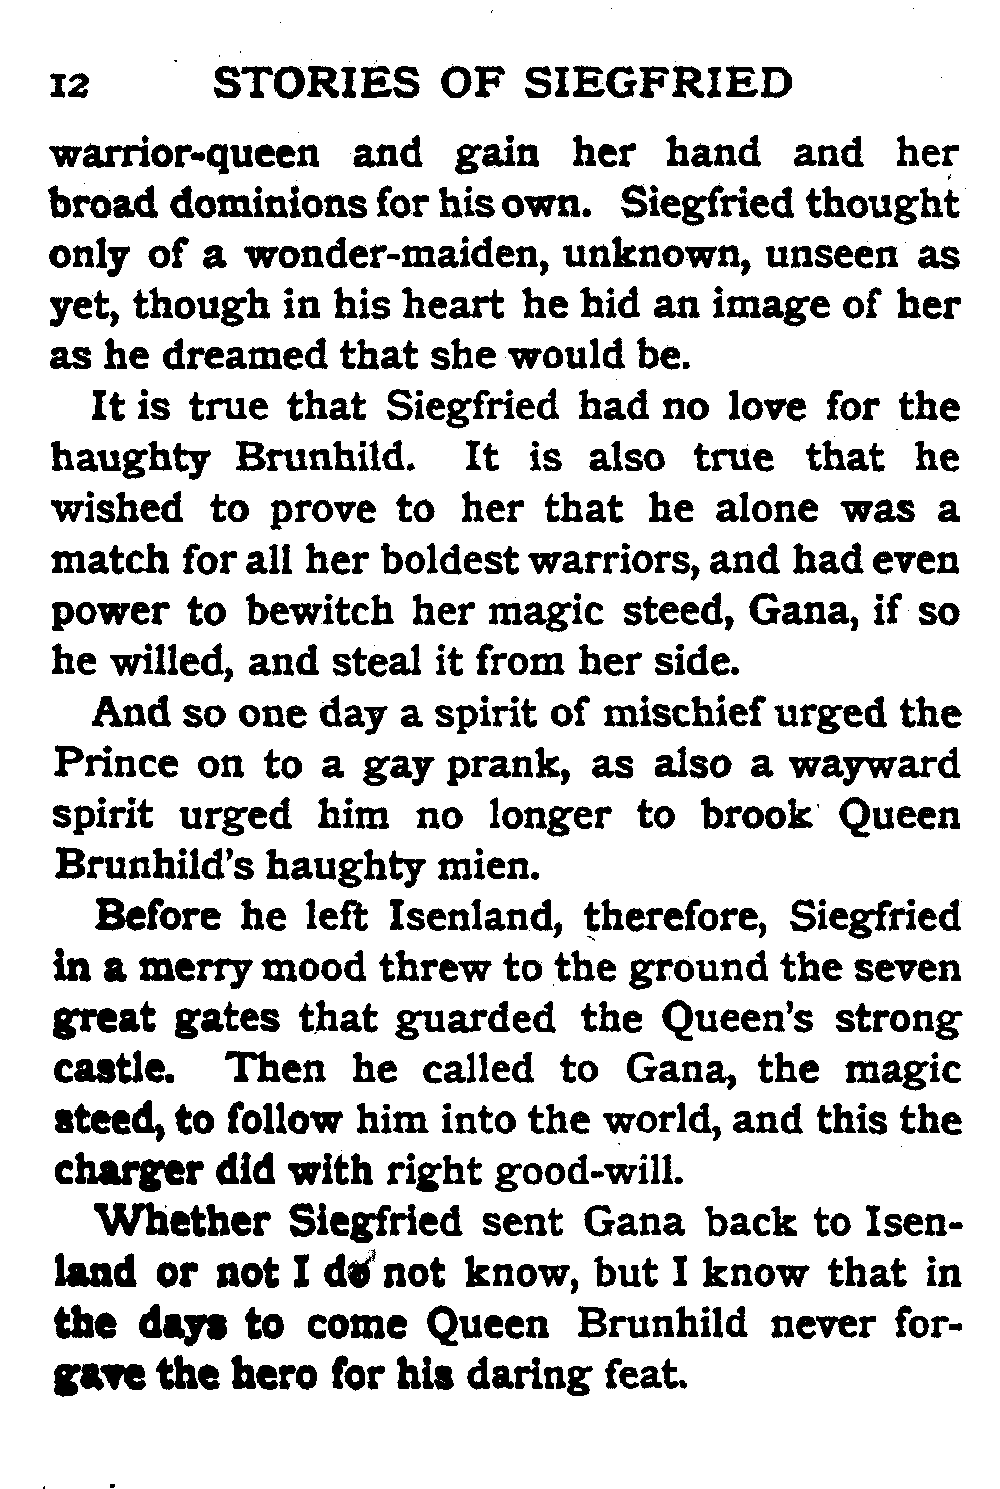 12 STORIES OF SIEGFRIED
warrior-queen and gain her hand and her
broad dominions for his own. Siegfried thought
only of a wonder-maiden, unknown, unseen as
yet, though in his heart he hid an image of her
as he dreamed that she would be.
It is true that Siegfried had no love for the
haughty Brunhild. It is also true that he
wished to prove to her that he alone was a
match for all her boldest warriors, and had even
power to bewitch her magic steed, Gana, if so
he willed, and steal it from her side.
And so one day a spirit of mischief urged the
Prince on to a gay prank, as also a wayward
spirit urged him no longer to brook Queen
Brunhild's haughty mien.
Before he left Isenland, therefore, Siegfried
in a merry mood threw to the ground the seven
great gates that guarded the Queen's strong
castle. Then he called to Gana, the magic
steed, to follow him into the world, and this the
charger did with right good-will.
Whether Siegfried sent Gana back to Isen-
land or not I do not know, but I know that in
the days to come Queen Brunhild never for-
gave the hero for his daring feat.